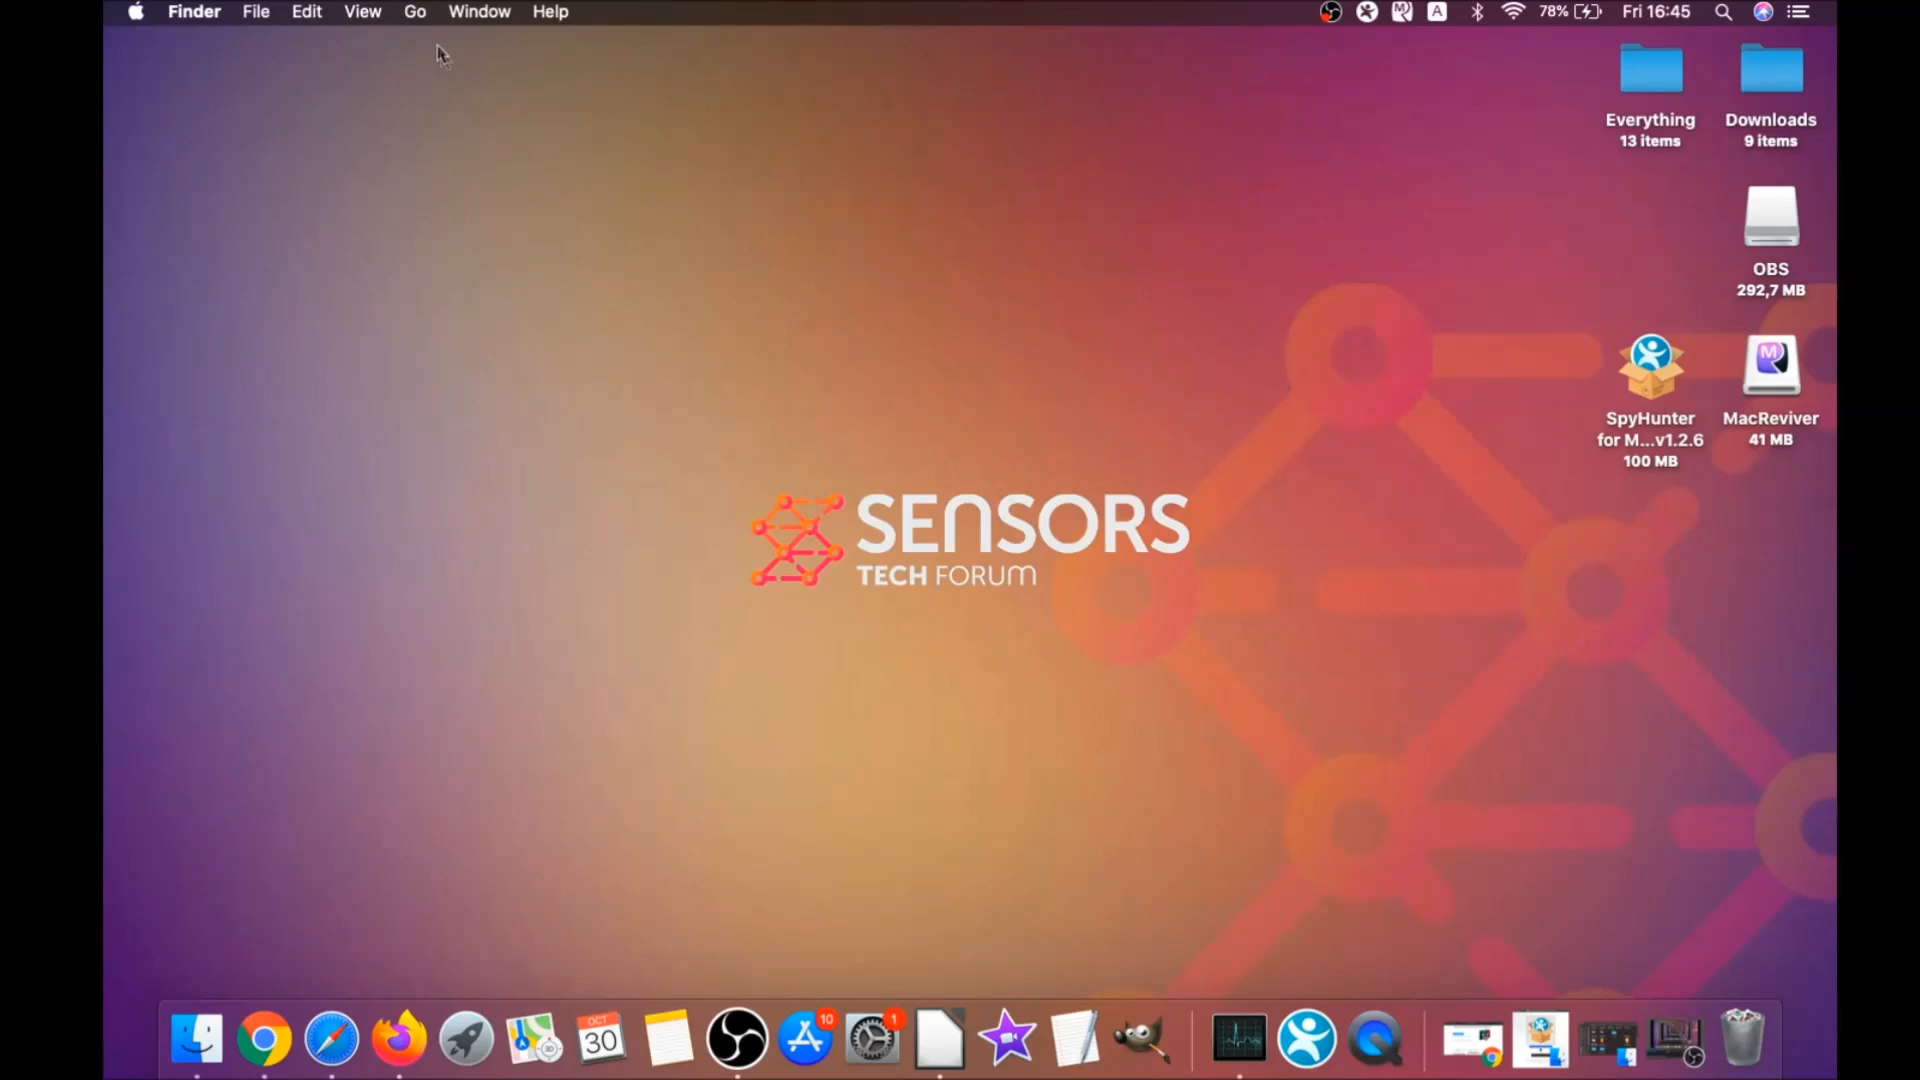 Finder File Edit View Go Window Help
A 78% Fri 16:45
Everything
13 items
Downloads
9 items
OBS
292,7 MB
SpyHunter
for M...v1.2.6
100 MB
M
MacReviver
41 MB
SENSORS
TECH FORUM
OCT
30
10
1